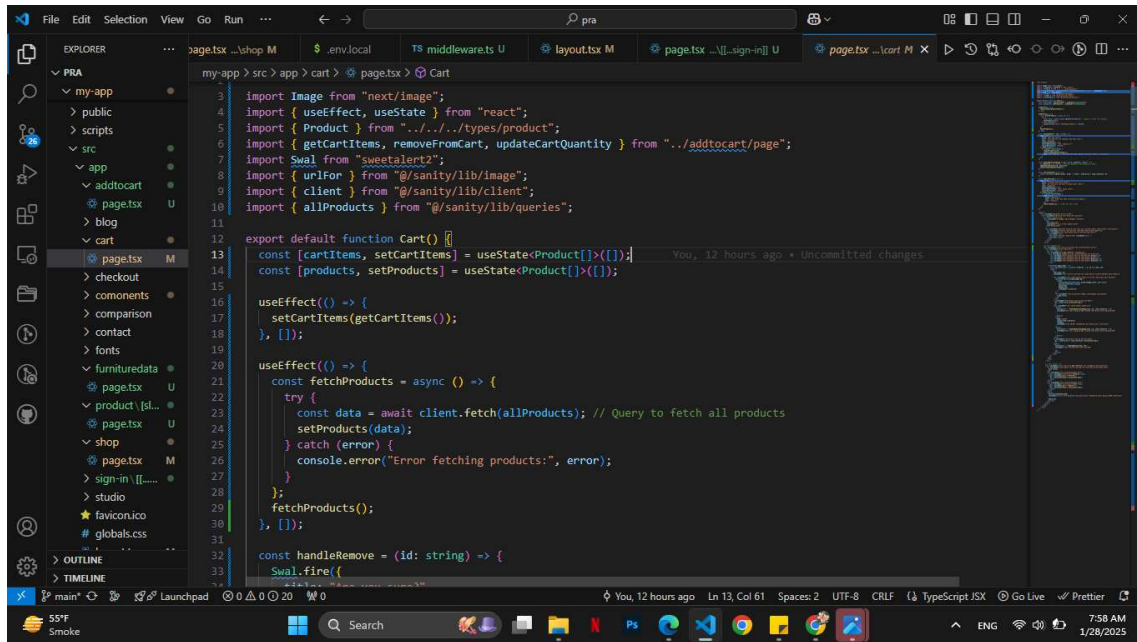 File Edit Selection View Go Run ... ← → pra
EXPLORER ...
page.tsx ...\shop M $ .env.local TS middleware.ts U layout.tsx M page.tsx ...\[[...sign-in]] U page.tsx ...\cart M
PRA
my-app > src > app > cart > page.tsx > Cart
my-app
public
scripts
src
app
addtocart
page.tsx U
blog
cart
page.tsx M
checkout
comonents
comparison
contact
fonts
furnituredata
page.tsx U
product \ [sl...
page.tsx U
shop
page.tsx M
sign-in \ [[......
studio
favicon.ico
# globals.css
OUTLINE
TIMELINE
26
3 import Image from "next/image";
4 import { useEffect, useState } from "react";
5 import { Product } from "../../../types/product";
6 import { getCartItems, removeFromCart, updateCartQuantity } from "../addtocart/page";
7 import Swal from "sweetalert2";
8 import { urlFor } from "@/sanity/lib/image";
9 import { client } from "@/sanity/lib/client";
10 import { allProducts } from "@/sanity/lib/queries";
11
12 export default function Cart() {
13 const [cartItems, setCartItems] = useState<Product[]>([]); You, 12 hours ago • Uncommitted changes
14 const [products, setProducts] = useState<Product[]>([]);
15
16 useEffect(() => {
17 setCartItems(getCartItems());
18 }, []);
19
20 useEffect(() => {
21 const fetchProducts = async () => {
22 try {
23 const data = await client.fetch(allProducts); // Query to fetch all products
24 setProducts(data);
25 } catch (error) {
26 console.error("Error fetching products:", error);
27 }
28 };
29 fetchProducts();
30 }, []);
31
32 const handleRemove = (id: string) => {
33 Swal.fire({
main* Launchpad 0 0 20 0 You, 12 hours ago Ln 13, Col 61 Spaces: 2 UTF-8 CRLF TypeScript JSX Go Live Prettier
55°F
Smoke
Search
N Ps
ENG
7:58 AM
1/28/2025